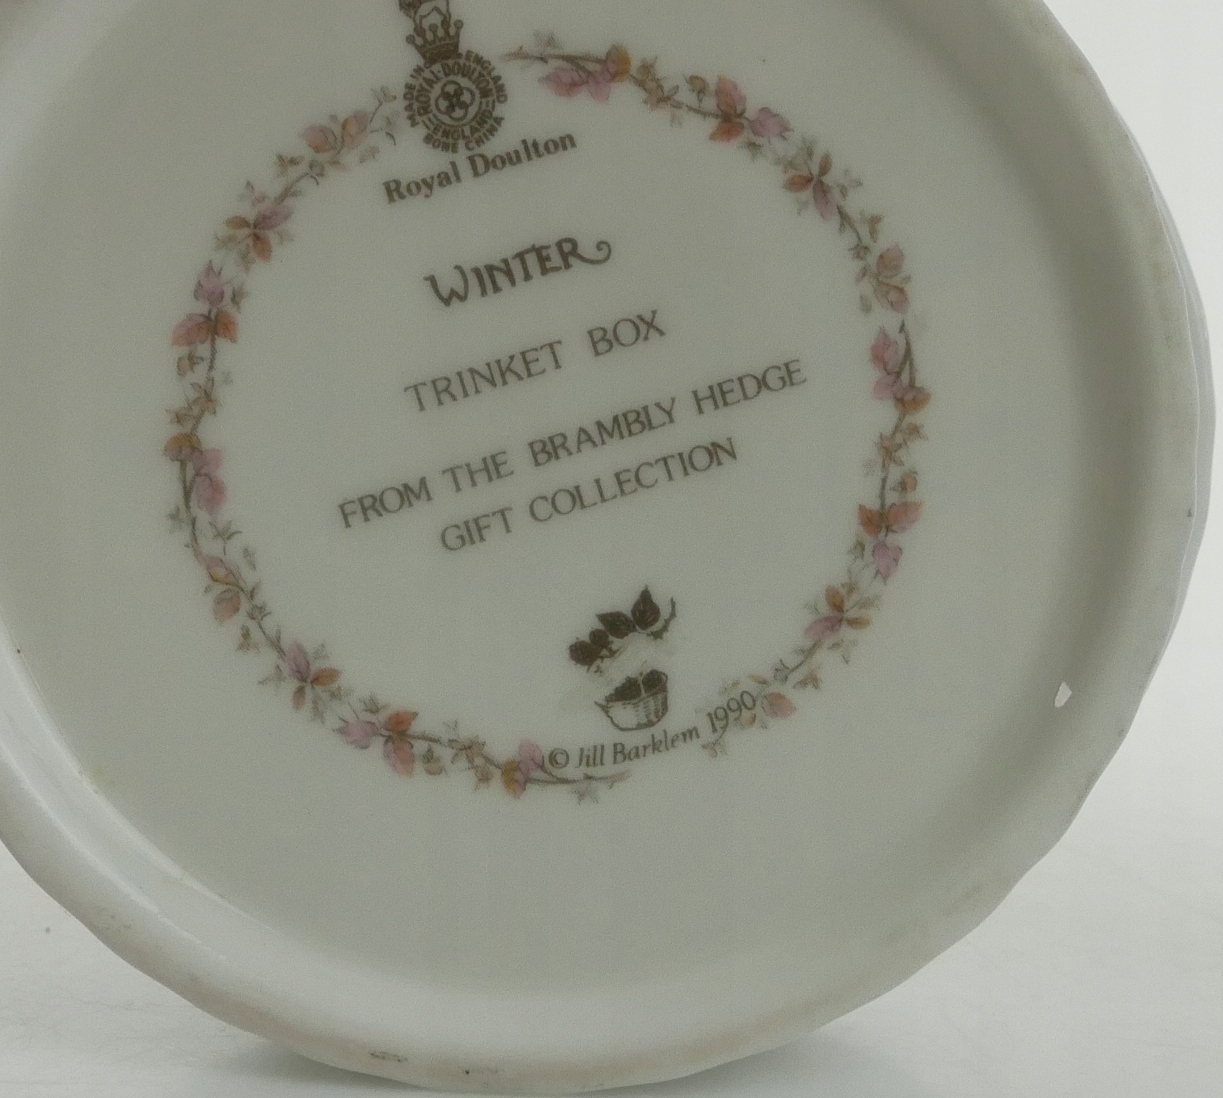 MADE IN ENGLAND
ROYAL·DOULTON
ENGLAND
BONE CHINA
Royal Doulton
WINTER
TRINKET BOX
FROM THE BRAMBLY HEDGE
GIFT COLLECTION
© Jill Barklem 1990